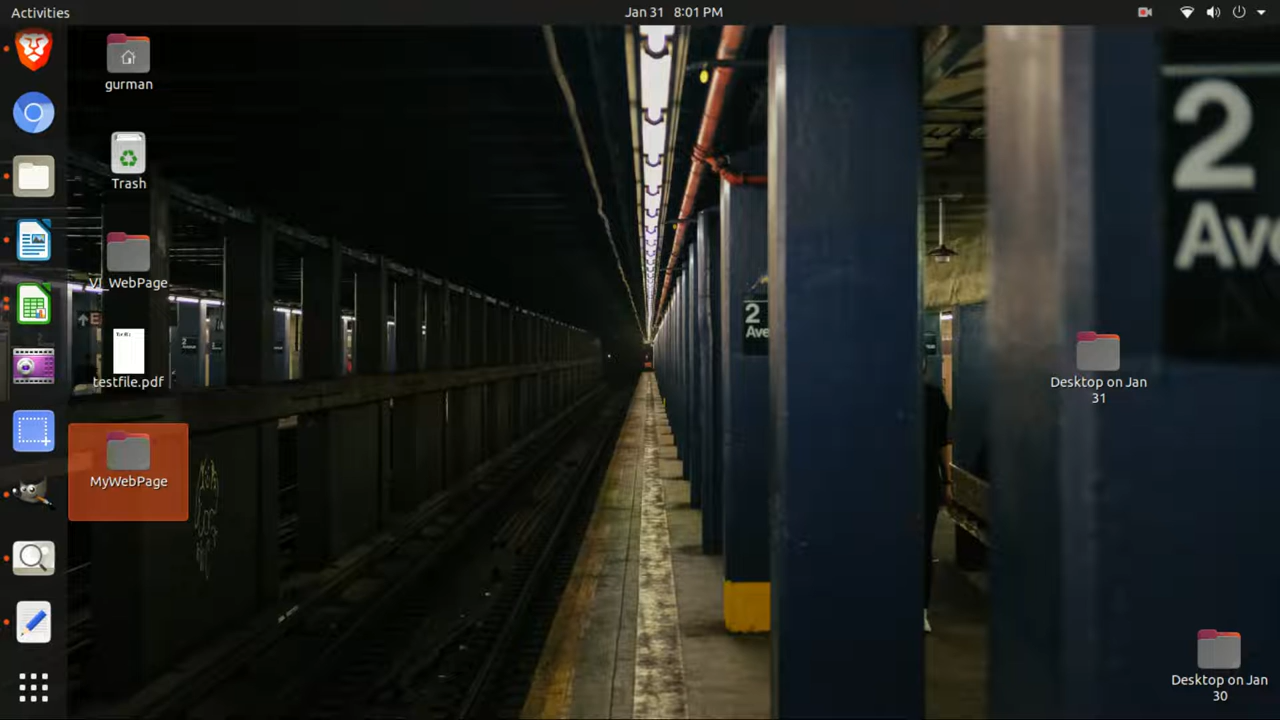 Activities
Jan 31 8:01 PM
gurman
Trash
VI_WebPage
testfile.pdf
MyWebPage
Desktop on Jan
31
Desktop on Jan
30
2
Ave
2
Ave